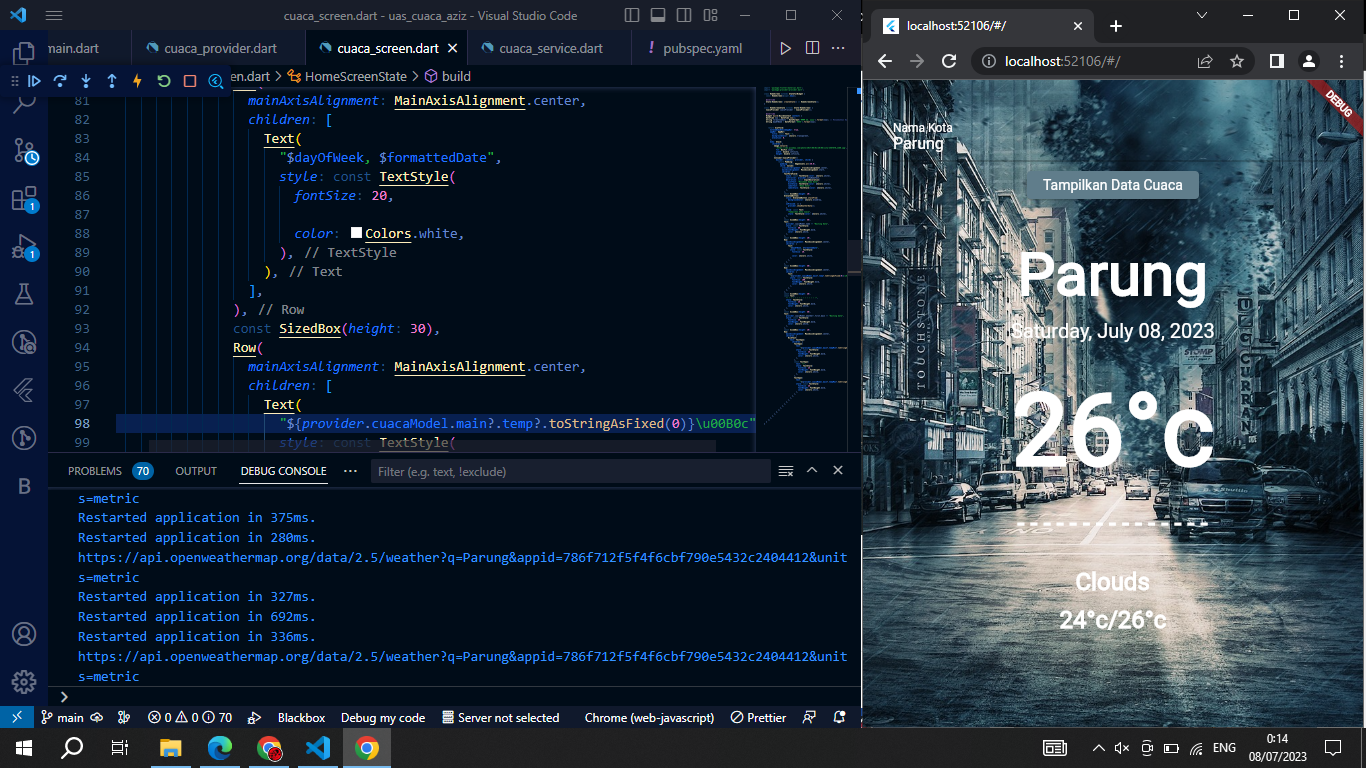 cuaca_screen.dart - uas_cuaca_aziz - Visual Studio Code
main.dart
cuaca_provider.dart
cuaca_screen.dart
cuaca_service.dart
! pubspec.yaml
en.dart > HomeScreenState > build
81 mainAxisAlignment: MainAxisAlignment.center,
82 children: [
83 Text(
84 "$dayOfWeek, $formattedDate",
85 style: const TextStyle(
86 fontSize: 20,
87
88 color: Colors.white,
89 ), // TextStyle
90 ), // Text
91 ],
92 ), // Row
93 const SizedBox(height: 30),
94 Row(
95 mainAxisAlignment: MainAxisAlignment.center,
96 children: [
97 Text(
98 "${provider.cuacaModel.main?.temp?.toStringAsFixed(0)}\u00B0c"
99 style: const TextStyle(
1
1
B
PROBLEMS 70 OUTPUT DEBUG CONSOLE ··· Filter (e.g. text, !exclude)
s=metric
Restarted application in 375ms.
Restarted application in 280ms.
https://api.openweathermap.org/data/2.5/weather?q=Parung&appid=786f712f5f4f6cbf790e5432c2404412&unit
s=metric
Restarted application in 327ms.
Restarted application in 692ms.
Restarted application in 336ms.
https://api.openweathermap.org/data/2.5/weather?q=Parung&appid=786f712f5f4f6cbf790e5432c2404412&unit
s=metric
main 0 0 70 Blackbox Debug my code Server not selected Chrome (web-javascript) Prettier
localhost:52106/#/
localhost:52106/#/
DEBUG
Nama Kota
Parung
Tampilkan Data Cuaca
Parung
Saturday, July 08, 2023
TOUCHSTONE
STOMP
26°c
Clouds
24°c/26°c
ENG
0:14
08/07/2023